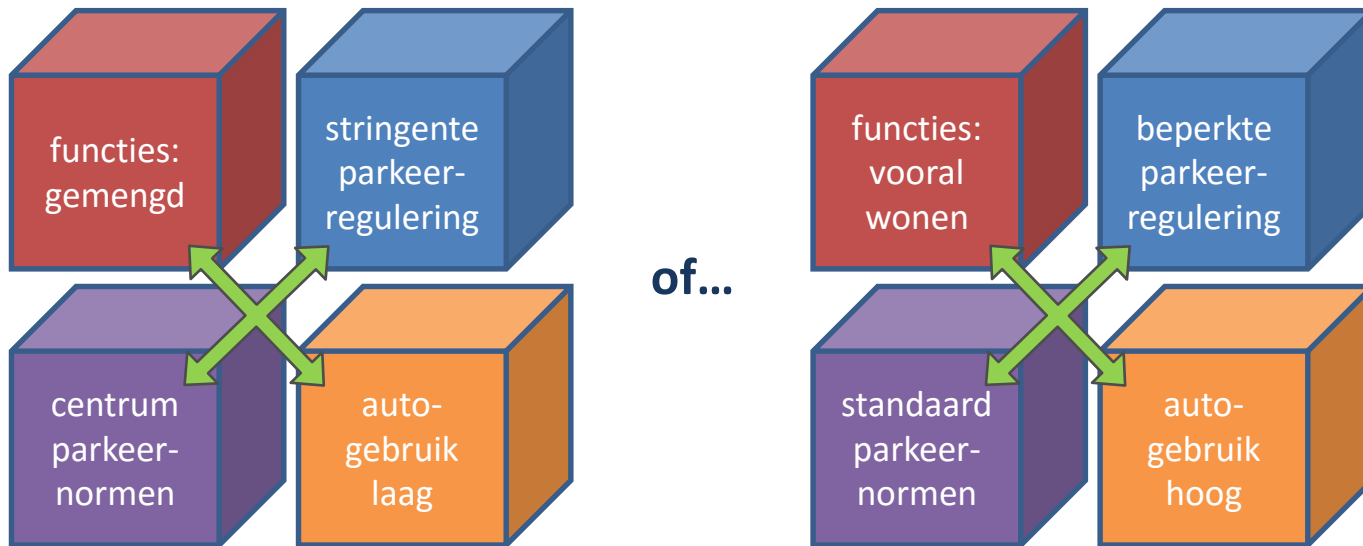 functies:
gemengd
stringente
parkeer-
regulering
centrum
parkeer-
normen
auto-
gebruik
laag
of...
functies:
vooral
wonen
beperkte
parkeer-
regulering
standaard
parkeer-
normen
auto-
gebruik
hoog